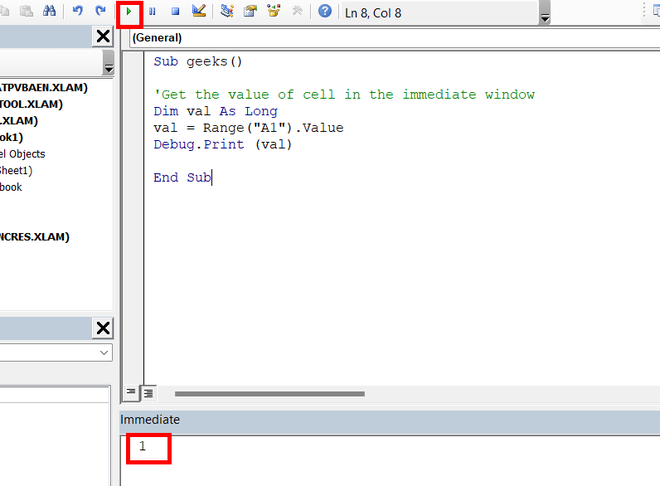 Ln 8, Col 8
ATPVBAEN.XLAM)
TOOL.XLAM)
.XLAM)
ok1)
el Objects
Sheet1)
book
NCRES.XLAM)
(General)
Sub geeks()
'Get the value of cell in the immediate window
Dim val As Long
val = Range("A1").Value
Debug.Print (val)
End Sub
Immediate
1